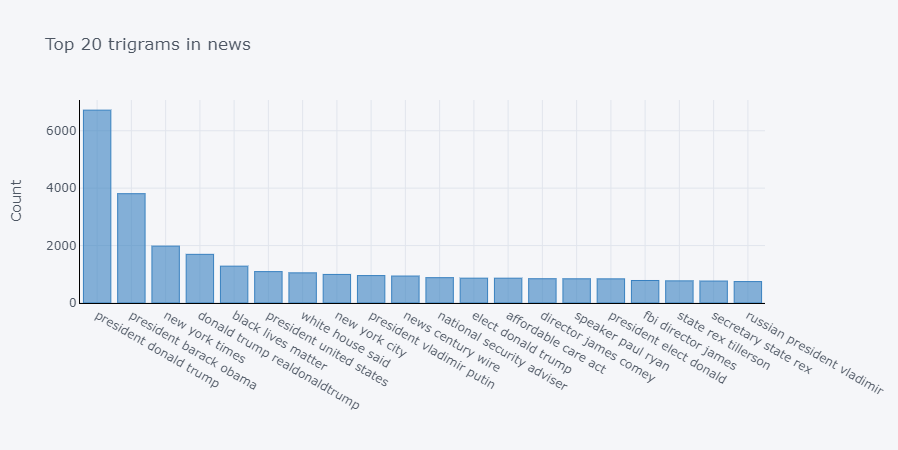 Top 20 trigrams in news
Count
6000
4000
2000
0
president donald trump
president barack obama
new york times
donald trump realdonaldtrump
black lives matter
president united states
white house said
new york city
president vladimir putin
news century wire
national security adviser
elect donald trump
affordable care act
director james comey
speaker paul ryan
president elect donald
fbi director james
state rex tillerson
secretary state rex
russian president vladimir